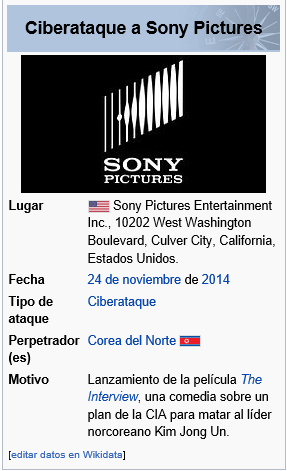 Ciberataque a Sony Pictures
SONY
PICTURES
Lugar Sony Pictures Entertainment
Inc., 10202 West Washington
Boulevard, Culver City, California,
Estados Unidos.
Fecha 24 de noviembre de 2014
Tipo de Ciberataque
ataque
Perpetrador Corea del Norte
(es)
Motivo Lanzamiento de la película The
Interview, una comedia sobre un
plan de la CIA para matar al líder
norcoreano Kim Jong Un.
[editar datos en Wikidata]